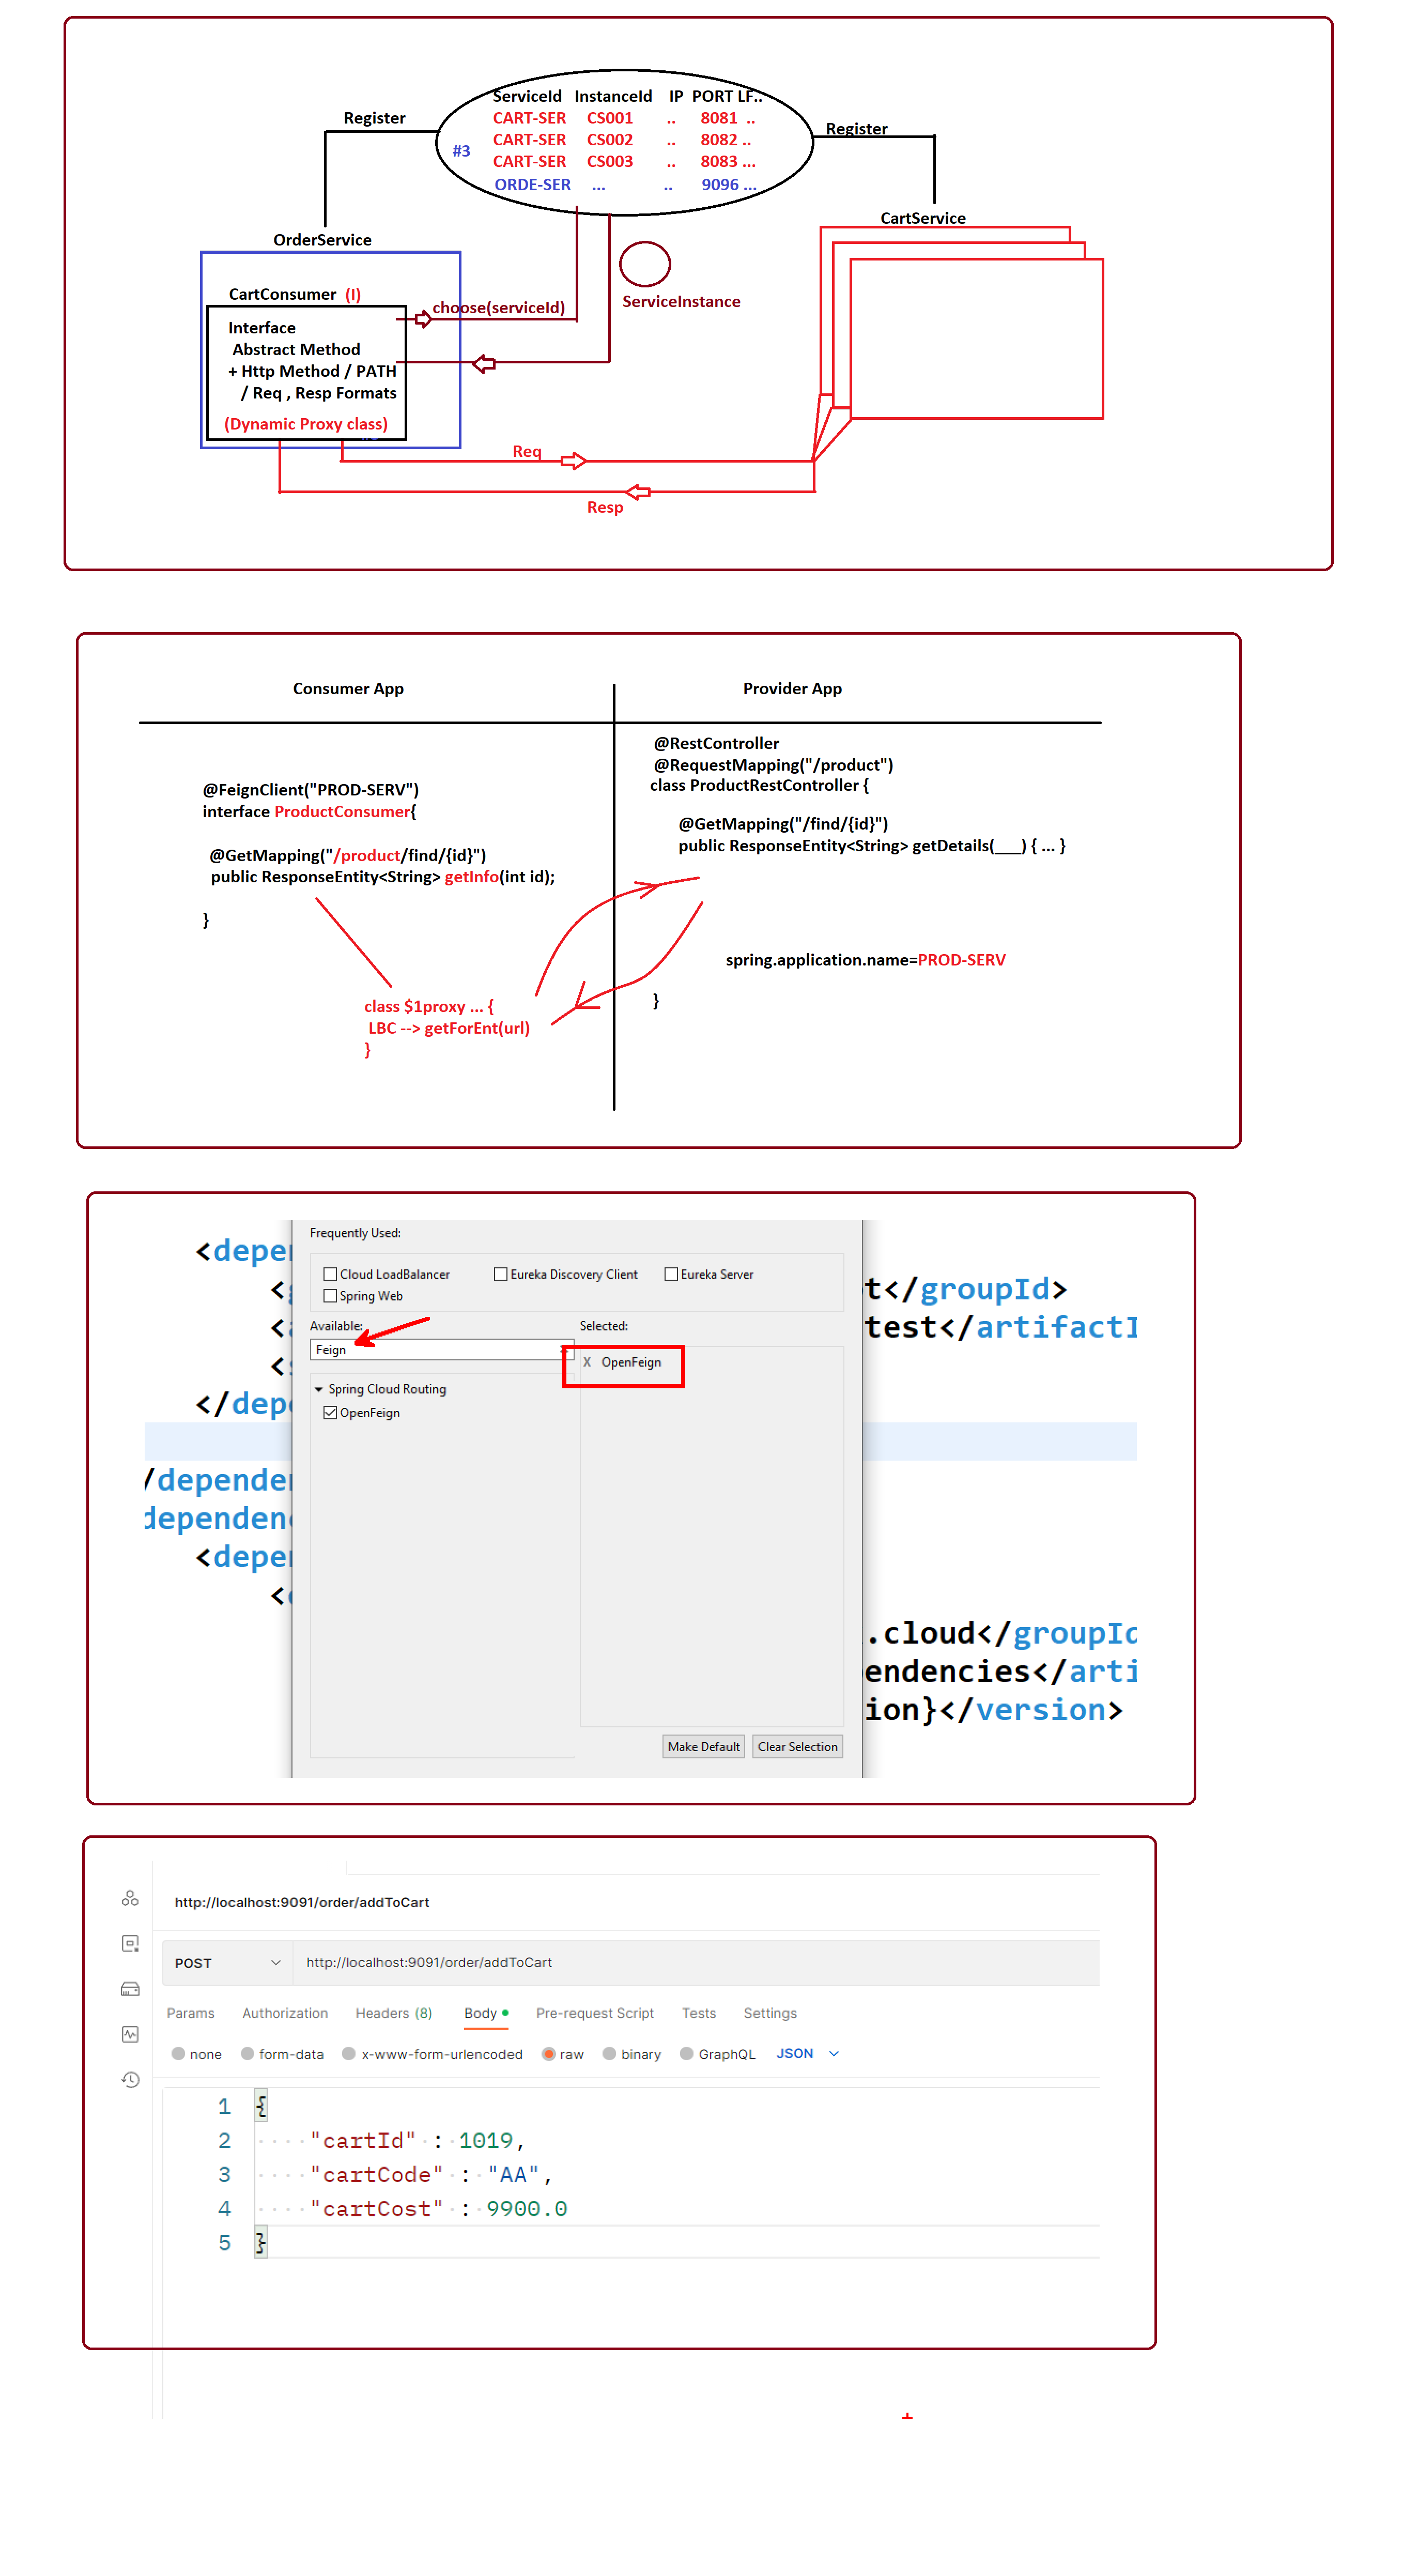 ServiceId InstanceId IP PORT LF..
CART-SER CS001 .. 8081 ..
CART-SER CS002 .. 8082 ..
#3
CART-SER CS003 .. 8083 ...
ORDE-SER ... .. 9096 ...
Register
Register
OrderService
CartService
CartConsumer (I)
Interface
Abstract Method
+ Http Method / PATH
/ Req , Resp Formats
(Dynamic Proxy class)
choose(serviceId)
ServiceInstance
Req
Resp
Consumer App
Provider App
@FeignClient("PROD-SERV")
interface ProductConsumer{
@GetMapping("/product/find/{id}")
public ResponseEntity<String> getInfo(int id);
}
class $1proxy ... {
LBC --> getForEnt(url)
}
@RestController
@RequestMapping("/product")
class ProductRestController {
@GetMapping("/find/{id}")
public ResponseEntity<String> getDetails(___) { ... }
spring.application.name=PROD-SERV
}
Frequently Used:
Cloud LoadBalancer
Eureka Discovery Client
Eureka Server
Spring Web
Available:
Selected:
Feign
X OpenFeign
Spring Cloud Routing
OpenFeign
Make Default
Clear Selection
<depe
t</groupId>
test</artifactI
</dep
/depende
dependen
<depe
.cloud</groupId
endencies</arti
ion}</version>
http://localhost:9091/order/addToCart
POST
http://localhost:9091/order/addToCart
Params Authorization Headers (8) Body Pre-request Script Tests Settings
none form-data x-www-form-urlencoded raw binary GraphQL JSON
1 {
2 "cartId" : 1019,
3 "cartCode" : "AA",
4 "cartCost" : 9900.0
5 }